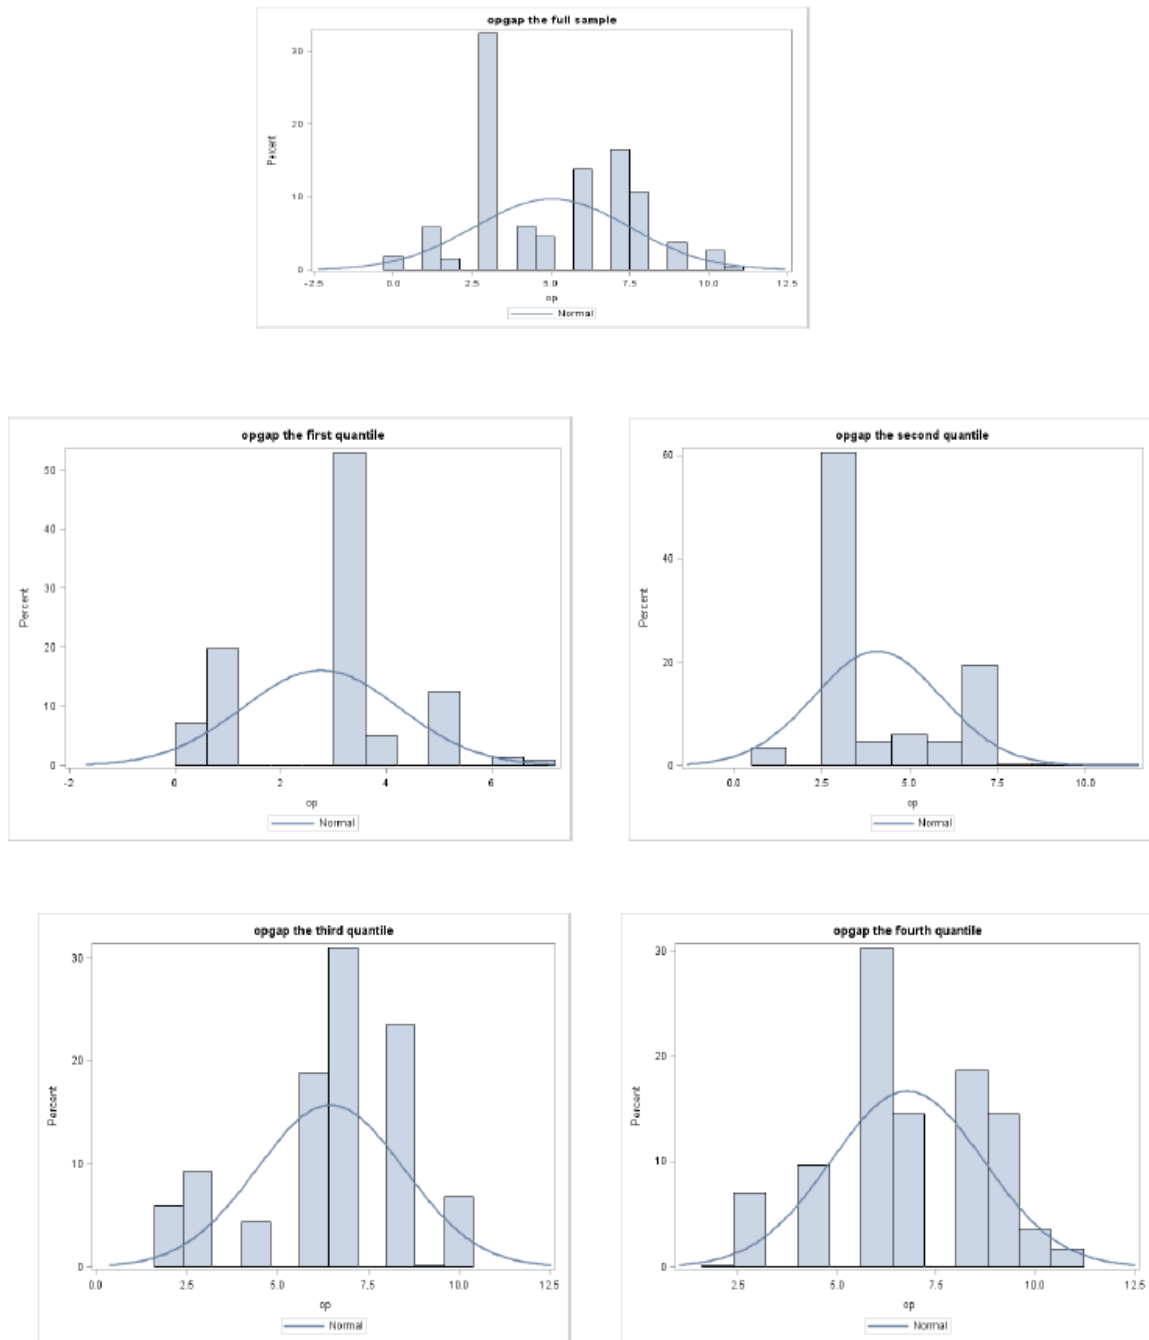 opgap the full sample
30
20
10
0
Percent
-2.5 0.0 2.5 5.0 7.5 10.0 12.5
op
Normal
opgap the first quantile
50
40
30
20
10
0
Percent
-2 0 2 4 6
op
Normal
opgap the second quantile
60
40
20
0
Percent
0.0 2.5 5.0 7.5 10.0
op
Normal
opgap the third quantile
30
20
10
0
Percent
0.0 2.5 5.0 7.5 10.0 12.5
op
Normal
opgap the fourth quantile
30
20
10
0
Percent
2.5 5.0 7.5 10.0 12.5
op
Normal